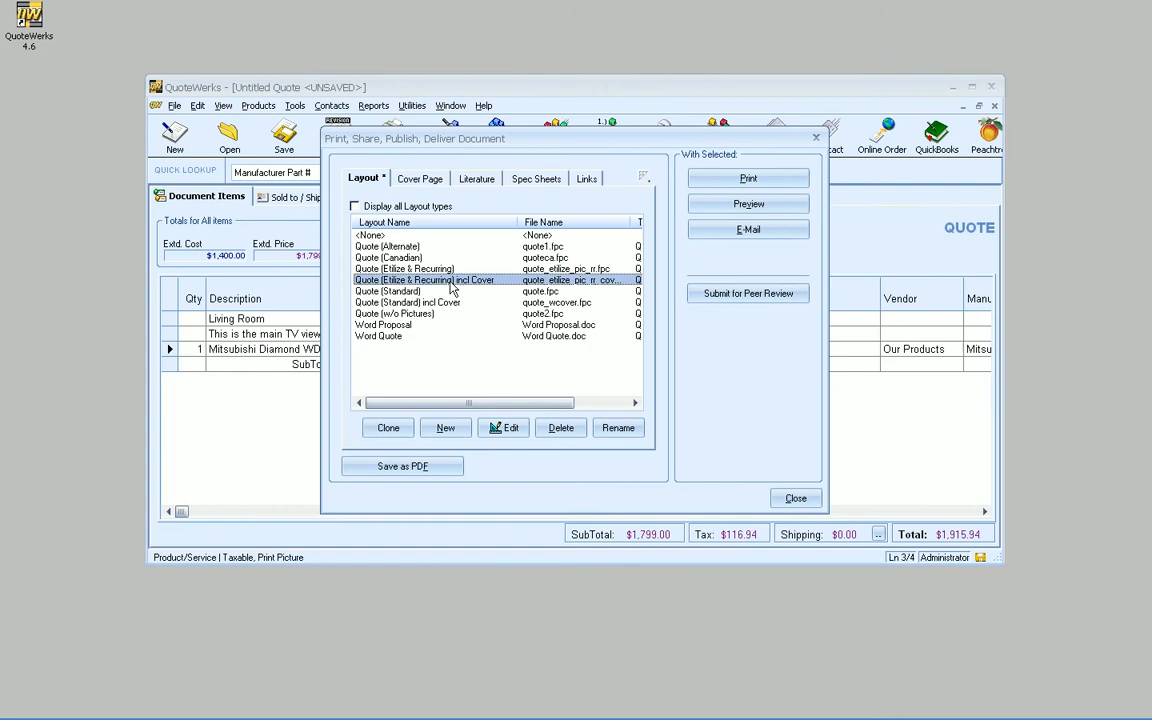 QuoteWerks
4.6
QuoteWerks - [Untitled Quote <UNSAVED>]
File Edit View Products Tools Contacts Reports Utilities Window Help
REVISION
1.)
New Open Save Online Order QuickBooks Peachtre
QUICK LOOKUP Manufacturer Part #
Document Items Sold to / Ship
Totals for All items
Extd. Cost Extd. Price
$1,400.00 $1,79
QUOTE
Qty Description Vendor Manu
Living Room
This is the main TV view
1 Mitsubishi Diamond WD Our Products Mitsu
SubTo
Print, Share, Publish, Deliver Document
Layout * Cover Page Literature Spec Sheets Links
Display all Layout types
Layout Name File Name T
<None> <None>
Quote (Alternate) quote1.fpc Q
Quote (Canadian) quoteca.fpc Q
Quote (Etilize & Recurring) quote_etilize_pic_rr.fpc Q
Quote (Etilize & Recurring) incl Cover quote_etilize_pic_rr_cov... Q
Quote (Standard) quote.fpc Q
Quote (Standard) incl Cover quote_wcover.fpc Q
Quote (w/o Pictures) quote2.fpc Q
Word Proposal Word Proposal.doc Q
Word Quote Word Quote.doc Q
Clone New Edit Delete Rename
Save as PDF
With Selected:
Print
Preview
E-Mail
Submit for Peer Review
Close
SubTotal: $1,799.00 Tax: $116.94 Shipping: $0.00 .. Total: $1,915.94
Product/Service | Taxable, Print Picture Ln 3/4 Administrator